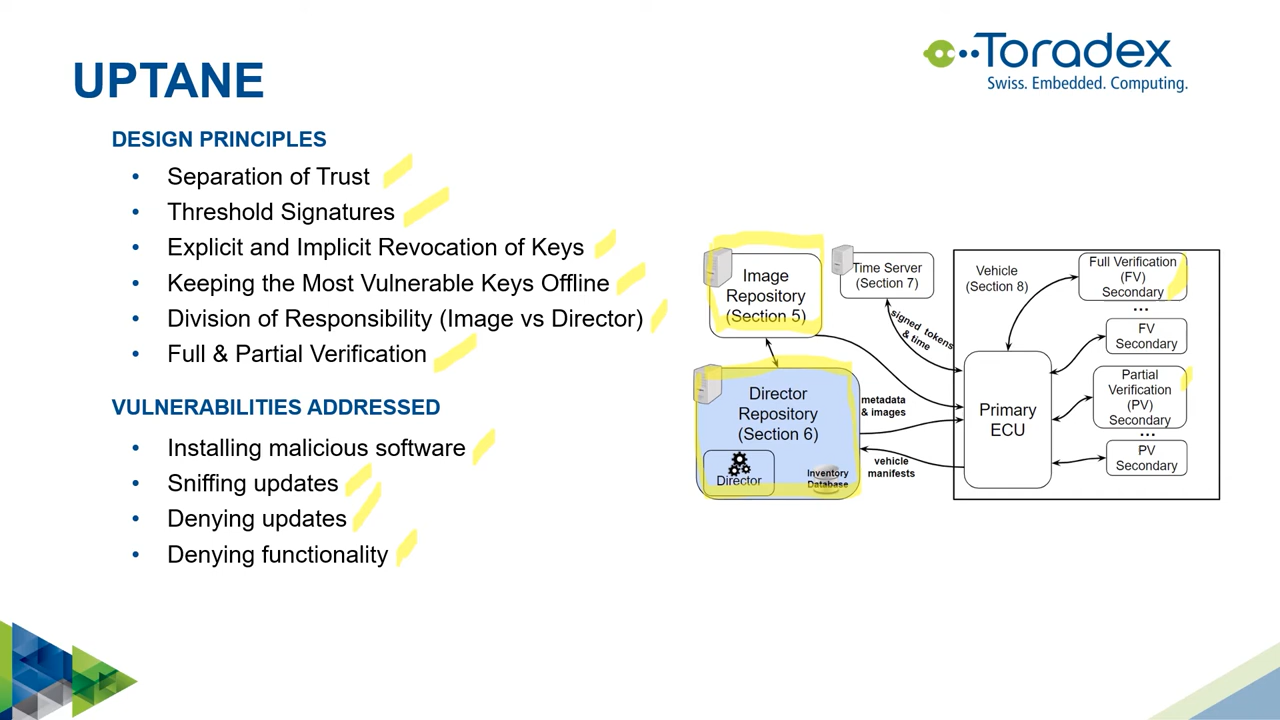 UPTANE
Toradex
Swiss. Embedded. Computing.
DESIGN PRINCIPLES
• Separation of Trust
• Threshold Signatures
• Explicit and Implicit Revocation of Keys
• Keeping the Most Vulnerable Keys Offline
• Division of Responsibility (Image vs Director)
• Full & Partial Verification
VULNERABILITIES ADDRESSED
• Installing malicious software
• Sniffing updates
• Denying updates
• Denying functionality
Image
Repository
(Section 5)
Time Server
(Section 7)
signed tokens
& time
Director
Repository
(Section 6)
Director
Inventory
Database
metadata
& images
vehicle
manifests
Vehicle
(Section 8)
Primary
ECU
Full Verification
(FV)
Secondary
...
FV
Secondary
Partial
Verification
(PV)
Secondary
...
PV
Secondary